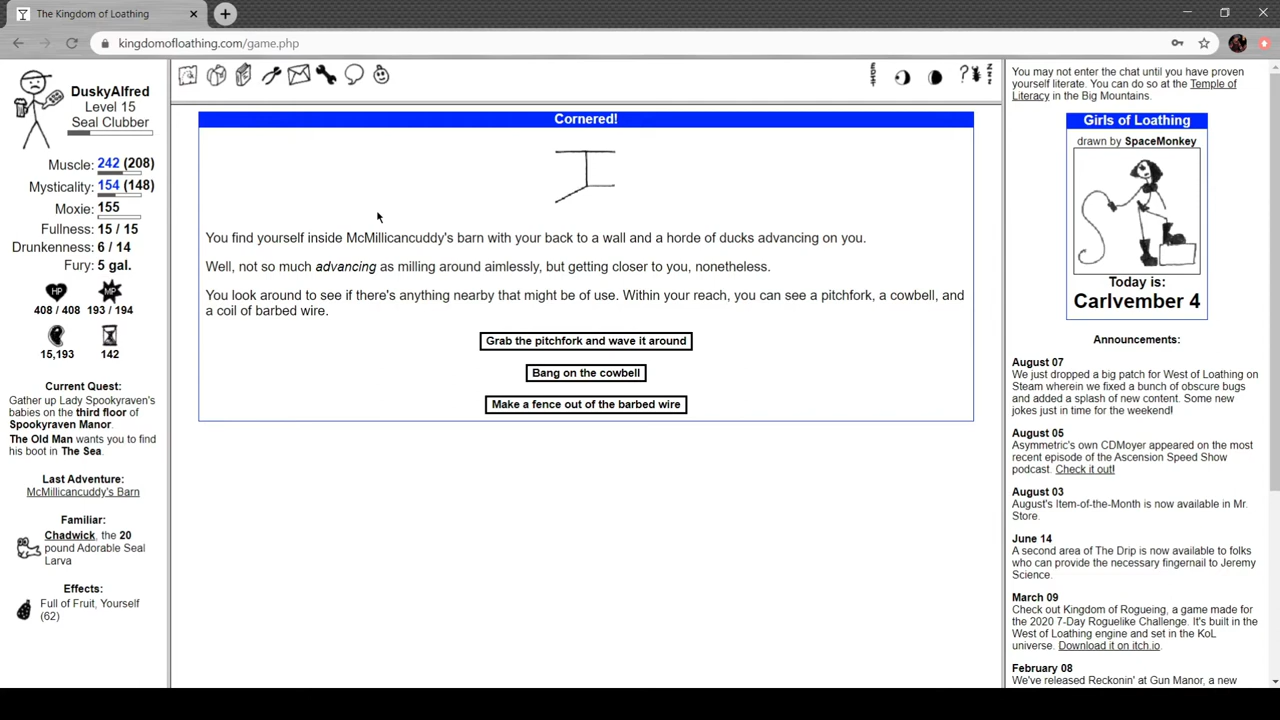 The Kingdom of Loathing
kingdomofloathing.com/game.php
DuskyAlfred
Level 15
Seal Clubber
Muscle: 242 (208)
Mysticality: 154 (148)
Moxie: 155
Fullness: 15 / 15
Drunkenness: 6 / 14
Fury: 5 gal.
HP
MP
408 / 408
193 / 194
15,193
142
Current Quest:
Gather up Lady Spookyraven's
babies on the third floor of
Spookyraven Manor.
The Old Man wants you to find
his boot in The Sea.
Last Adventure:
McMillicancuddy's Barn
Familiar:
Chadwick, the 20
pound Adorable Seal
Larva
Effects:
Full of Fruit, Yourself
(62)
Cornered!
You find yourself inside McMillicancuddy's barn with your back to a wall and a horde of ducks advancing on you.
Well, not so much advancing as milling around aimlessly, but getting closer to you, nonetheless.
You look around to see if there's anything nearby that might be of use. Within your reach, you can see a pitchfork, a cowbell, and
a coil of barbed wire.
Grab the pitchfork and wave it around
Bang on the cowbell
Make a fence out of the barbed wire
You may not enter the chat until you have proven
yourself literate. You can do so at the Temple of
Literacy in the Big Mountains.
Girls of Loathing
drawn by SpaceMonkey
Today is:
Carlvember 4
Announcements:
August 07
We just dropped a big patch for West of Loathing on
Steam wherein we fixed a bunch of obscure bugs
and added a splash of new content. Some new
jokes just in time for the weekend!
August 05
Asymmetric's own CDMoyer appeared on the most
recent episode of the Ascension Speed Show
podcast. Check it out!
August 03
August's Item-of-the-Month is now available in Mr.
Store.
June 14
A second area of The Drip is now available to folks
who can provide the necessary fingernail to Jeremy
Science.
March 09
Check out Kingdom of Rogueing, a game made for
the 2020 7-Day Roguelike Challenge. It's built in the
West of Loathing engine and set in the KoL
universe. Download it on itch.io.
February 08
We've released Reckonin' at Gun Manor, a new